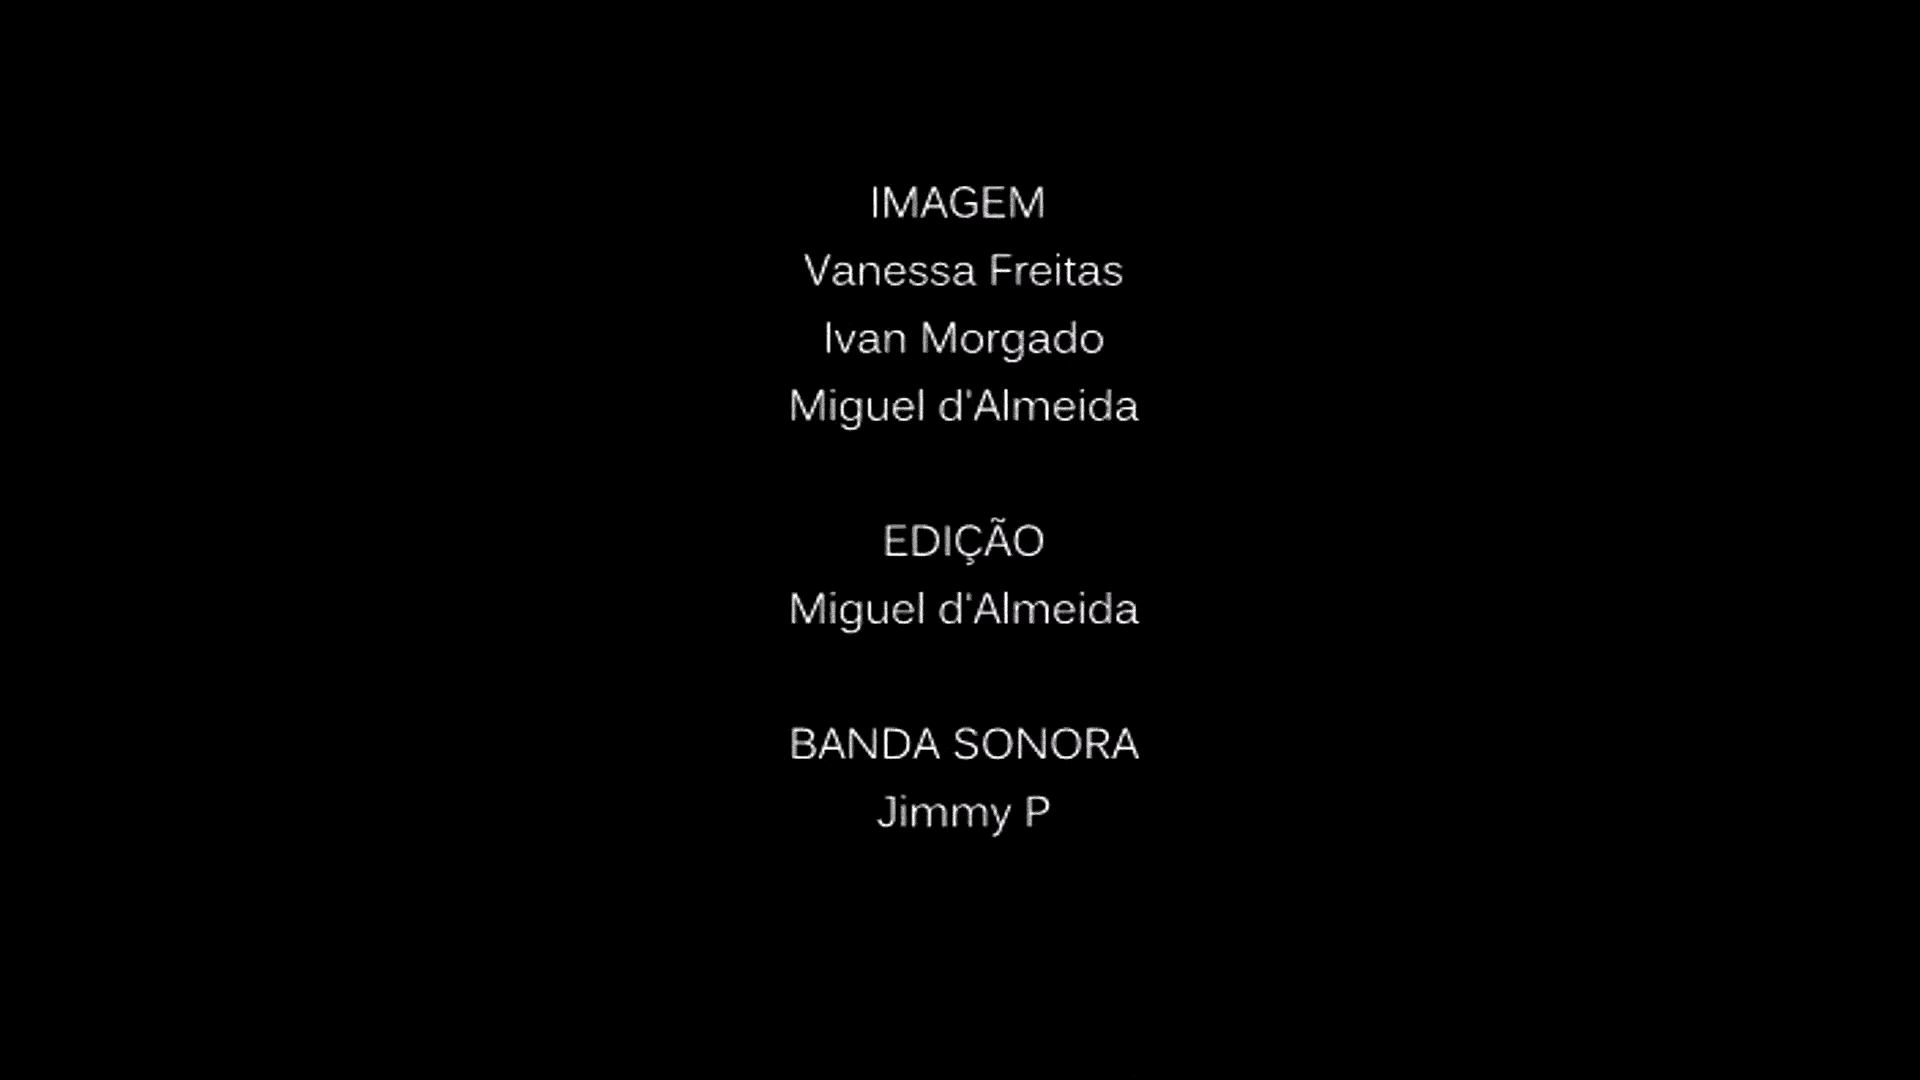 IMAGEM
Vanessa Freitas
Ivan Morgado
Miguel d'Almeida
EDIÇÃO
Miguel d'Almeida
BANDA SONORA
Jimmy P